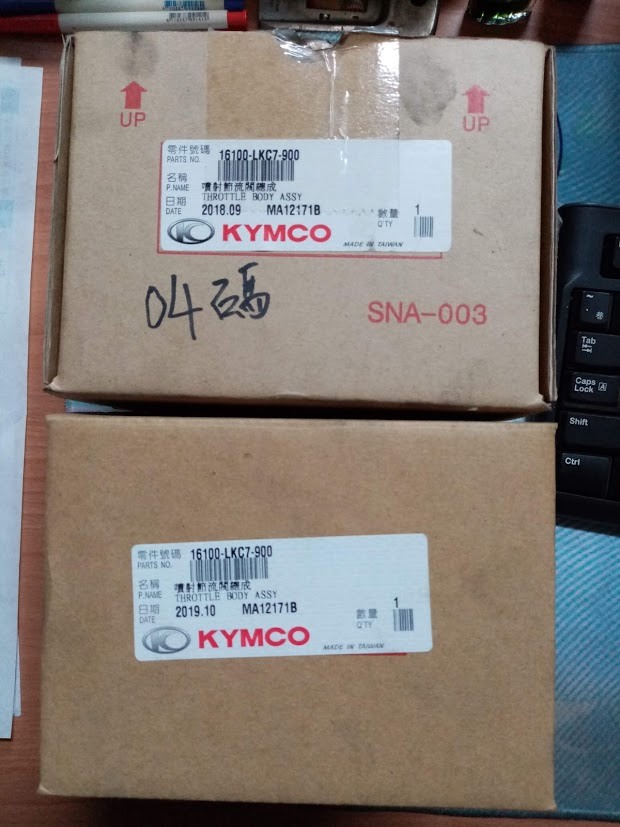 UP
UP
零件號碼 16100-LKC7-900
PARTS NO.
名稱 噴射節流閥總成
P.NAME THROTTLE BODY ASSY
日期 2018.09 MA12171B 數量 1
DATE Q'TY
KYMCO
MADE IN TAIWAN
04碼
SNA-003
零件號碼 16100-LKC7-900
PARTS NO.
名稱 噴射節流閥總成
P.NAME THROTTLE BODY ASSY
日期 2019.10 MA12171B 數量 1
DATE Q'TY
KYMCO
MADE IN TAIWAN
~
Tab
Caps Lock A
Shift
Ctrl